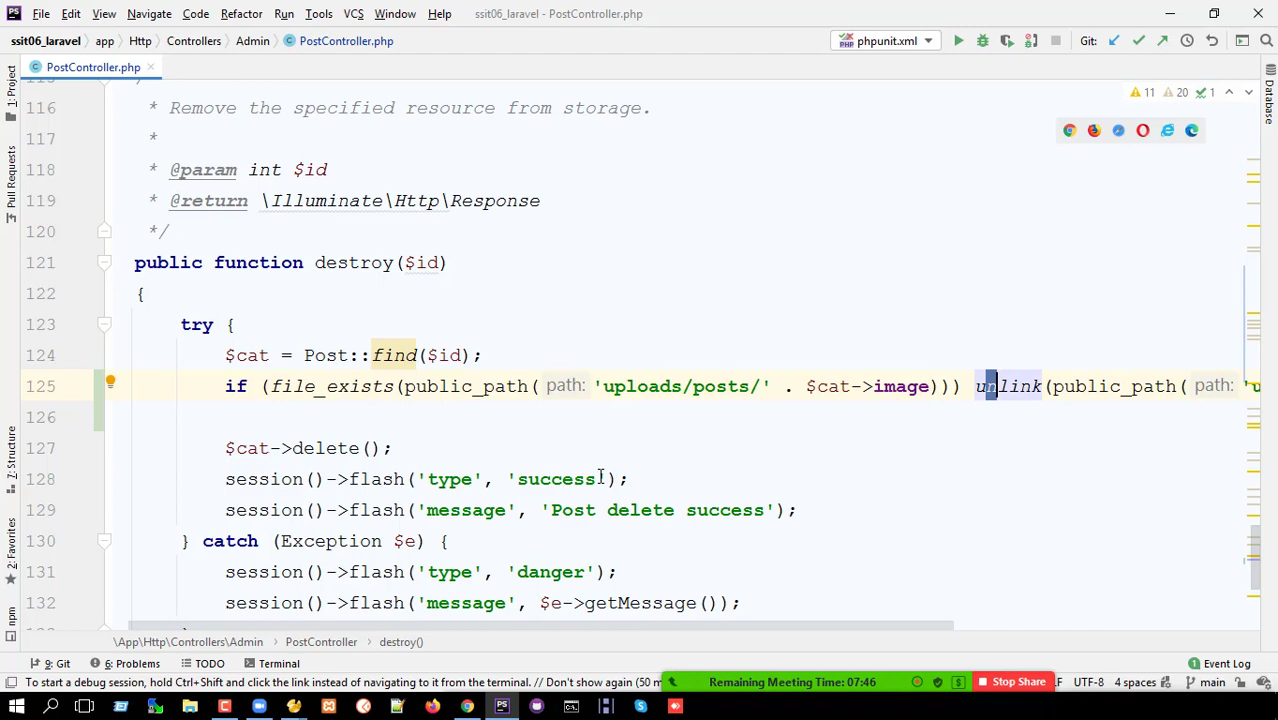 File Edit View Navigate Code Refactor Run Tools VCS Window Help ssit06_laravel - PostController.php
ssit06_laravel app Http Controllers Admin PostController.php phpunit.xml Git:
PostController.php
11 20 1
116 * Remove the specified resource from storage.
117 *
118 * @param int $id
119 * @return \Illuminate\Http\Response
120 */
121 public function destroy($id)
122 {
123 try {
124 $cat = Post::find($id);
125 if (file_exists(public_path( path: 'uploads/posts/' . $cat->image))) unlink(public_path( path: 'u
126
127 $cat->delete();
128 session()->flash('type', 'success');
129 session()->flash('message', 'Post delete success');
130 } catch (Exception $e) {
131 session()->flash('type', 'danger');
132 session()->flash('message', $e->getMessage());
1: Project
Pull Requests
7: Structure
2: Favorites
npm
Database
\App\Http\Controllers\Admin PostController destroy()
9: Git 6: Problems TODO Terminal Event Log
To start a debug session, hold Ctrl+Shift and click the link instead of navigating to it from the terminal. // Don't show again (50 m Remaining Meeting Time: 07:46 Stop Share LF UTF-8 4 spaces main